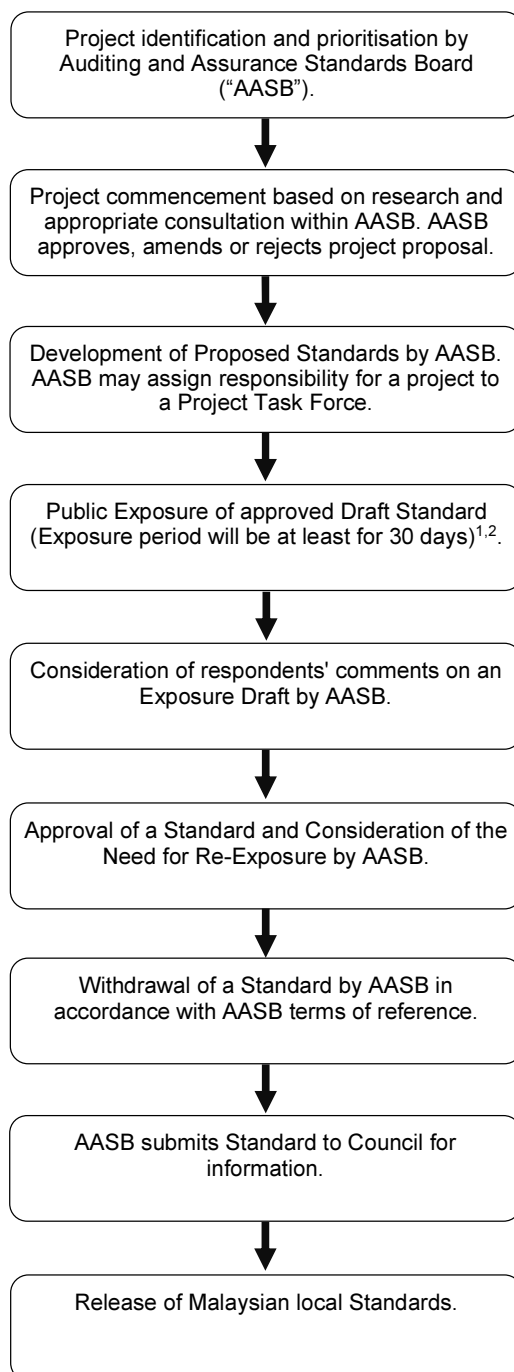 Project identification and prioritisation by
Auditing and Assurance Standards Board
(“AASB”).
Project commencement based on research and
appropriate consultation within AASB. AASB
approves, amends or rejects project proposal.
Development of Proposed Standards by AASB.
AASB may assign responsibility for a project to
a Project Task Force.
Public Exposure of approved Draft Standard
(Exposure period will be at least for 30 days)1,2.
Consideration of respondents' comments on an
Exposure Draft by AASB.
Approval of a Standard and Consideration of the
Need for Re-Exposure by AASB.
Withdrawal of a Standard by AASB in
accordance with AASB terms of reference.
AASB submits Standard to Council for
information.
Release of Malaysian local Standards.